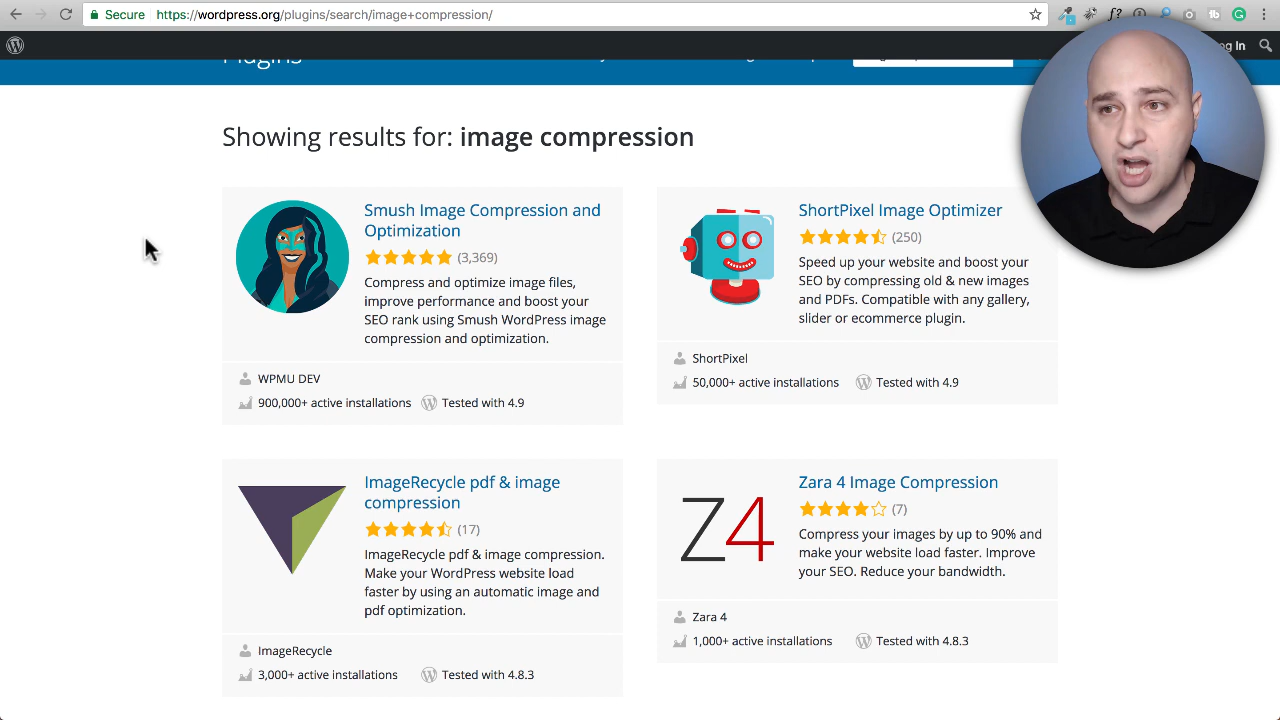 Secure https://wordpress.org/plugins/search/image+compression/
Log In
Plugins
Showing results for: image compression
Smush Image Compression and
Optimization
(3,369)
Compress and optimize image files,
improve performance and boost your
SEO rank using Smush WordPress image
compression and optimization.
WPMU DEV
900,000+ active installations
Tested with 4.9
ShortPixel Image Optimizer
(250)
Speed up your website and boost your
SEO by compressing old & new images
and PDFs. Compatible with any gallery,
slider or ecommerce plugin.
ShortPixel
50,000+ active installations
Tested with 4.9
ImageRecycle pdf & image
compression
(17)
ImageRecycle pdf & image compression.
Make your WordPress website load
faster by using an automatic image and
pdf optimization.
ImageRecycle
3,000+ active installations
Tested with 4.8.3
Z4
Zara 4 Image Compression
(7)
Compress your images by up to 90% and
make your website load faster. Improve
your SEO. Reduce your bandwidth.
Zara 4
1,000+ active installations
Tested with 4.8.3